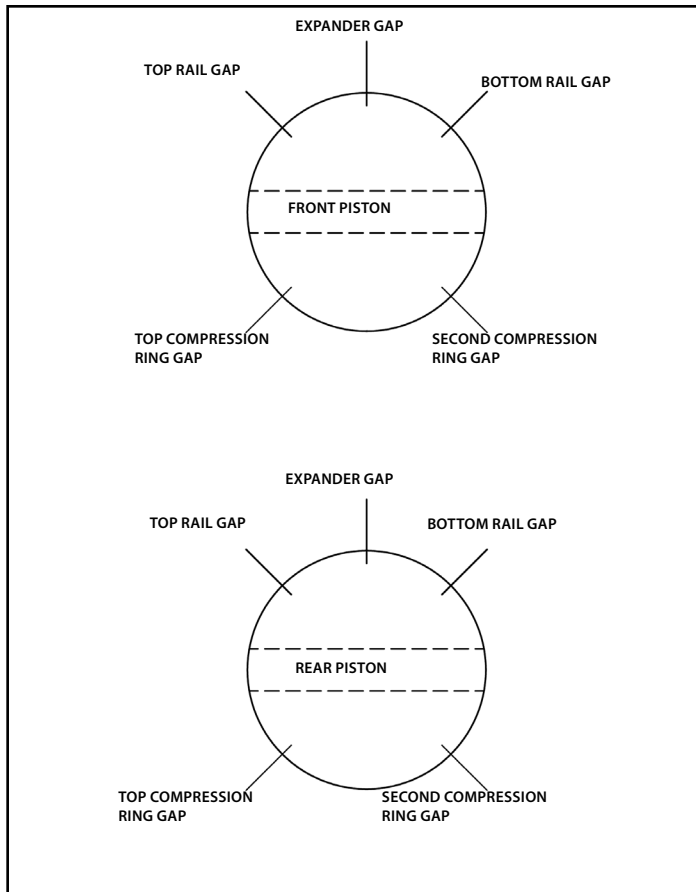 EXPANDER GAP
TOP RAIL GAP
BOTTOM RAIL GAP
FRONT PISTON
TOP COMPRESSION
RING GAP
SECOND COMPRESSION
RING GAP
EXPANDER GAP
TOP RAIL GAP
BOTTOM RAIL GAP
REAR PISTON
TOP COMPRESSION
RING GAP
SECOND COMPRESSION
RING GAP